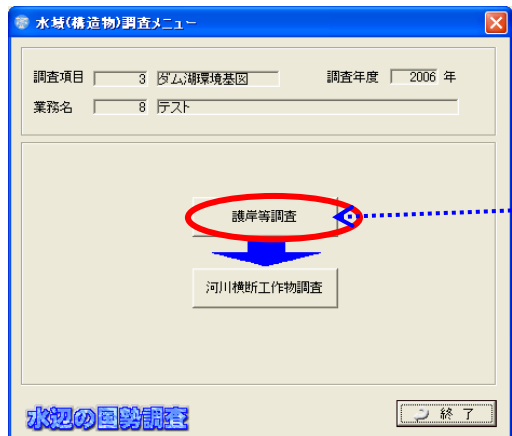 水域(構造物)調査メニュー
調査項目 3 ダム湖環境基図 調査年度 2006 年
業務名 8 テスト
護岸等調査
河川横断工作物調査
水辺の国勢調査 終 了